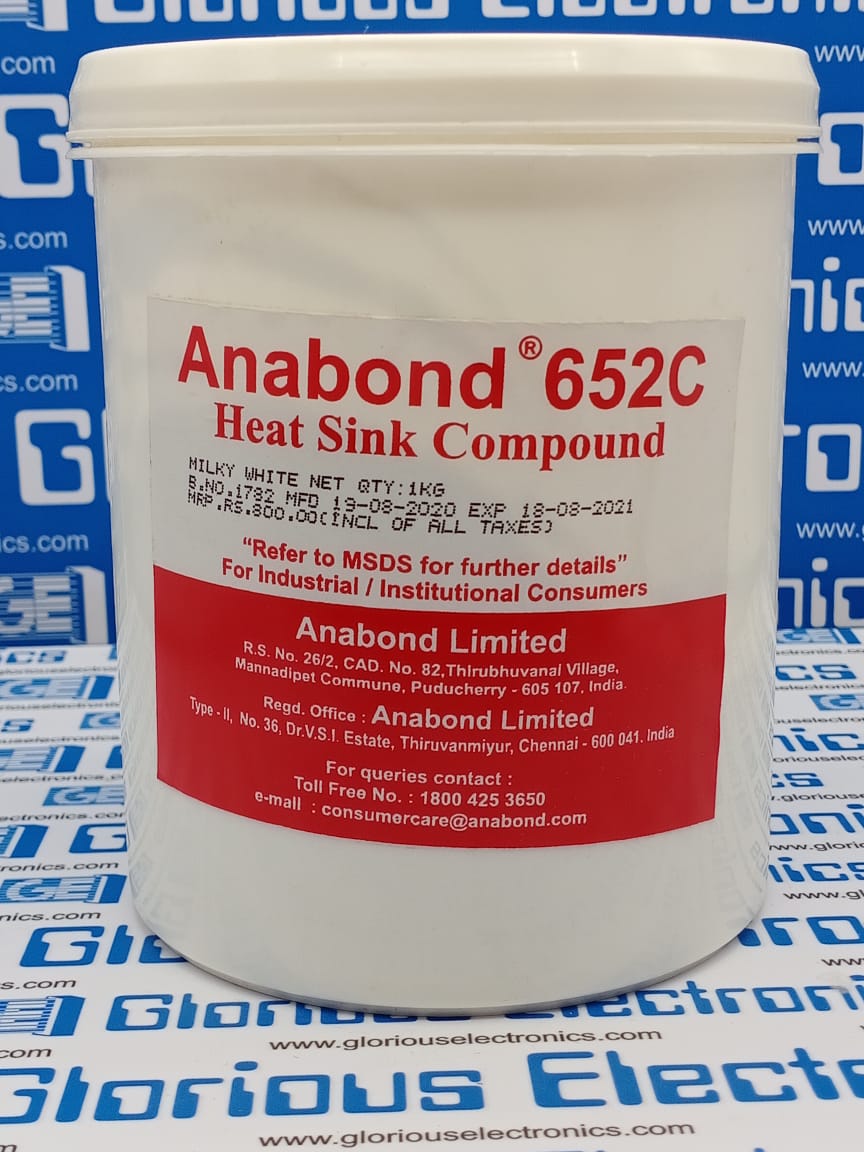 Anabond® 652C
Heat Sink Compound
MILKY WHITE NET QTY:1KG
B.NO.1782 MFD 19-08-2020 EXP 18-08-2021
MRP.RS.800.00(INCL OF ALL TAXES)
“Refer to MSDS for further details”
For Industrial / Institutional Consumers
Anabond Limited
R.S. No. 26/2, CAD. No. 82,Thirubhuvanai Village,
Mannadipet Commune, Puducherry - 605 107, India.
Regd. Office : Anabond Limited
Type - II, No. 36, Dr.V.S.I. Estate, Thiruvanmiyur, Chennai - 600 041. India
For queries contact :
Toll Free No. : 1800 425 3650
e-mail : consumercare@anabond.com
Glorious Electronics
www.gloriouselectronics.com
Glorious Electro
www.gloriouselectronics.com